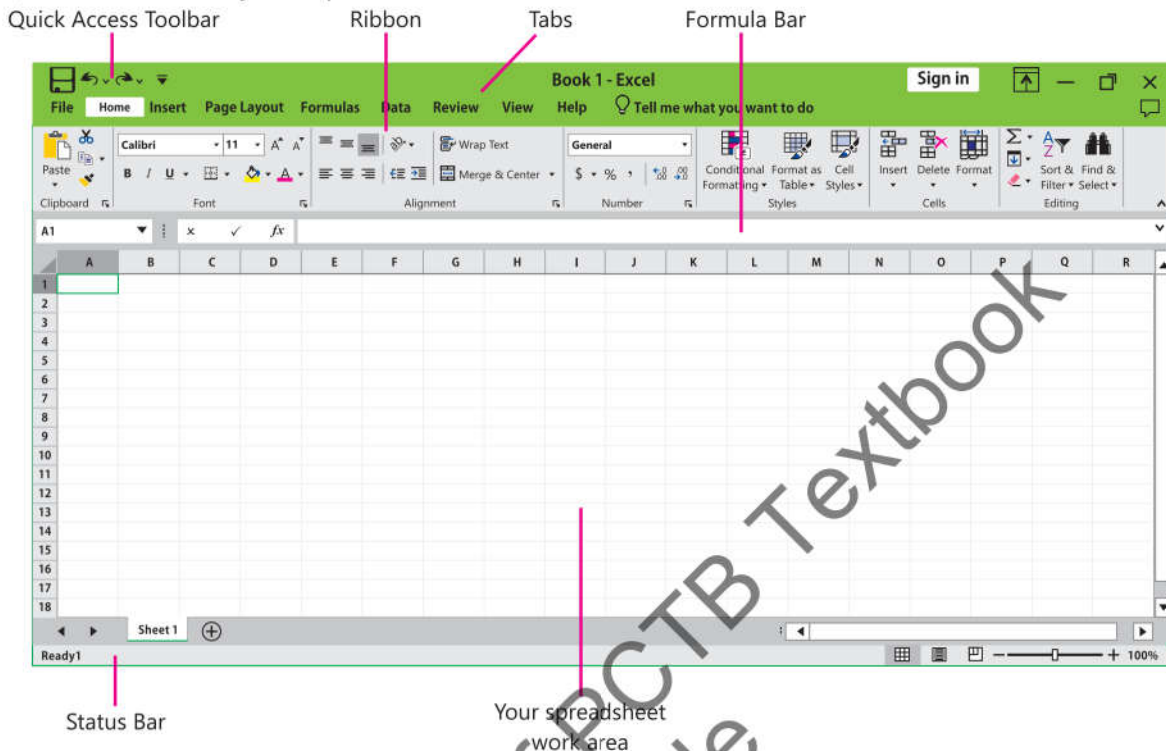 Quick Access Toolbar Ribbon Tabs Formula Bar
Book 1 - Excel Sign in
File Home Insert Page Layout Formulas Data Review View Help Tell me what you want to do
Calibri 11 A A Wrap Text General Σ A Z
Paste B I U A Merge & Center $ % , Conditional Formatting Format as Table Cell Styles Insert Delete Format Sort & Filter Find & Select
Clipboard Font Alignment Number Styles Cells Editing
A1 fx
A B C D E F G H I J K L M N O P Q R
1
2
3
4
5
6
7
8
9
10
11
12
13
14
15
16
17
18
Sheet 1
Ready1 100%
Status Bar
Your spreadsheet
work area
PCTB Textbook